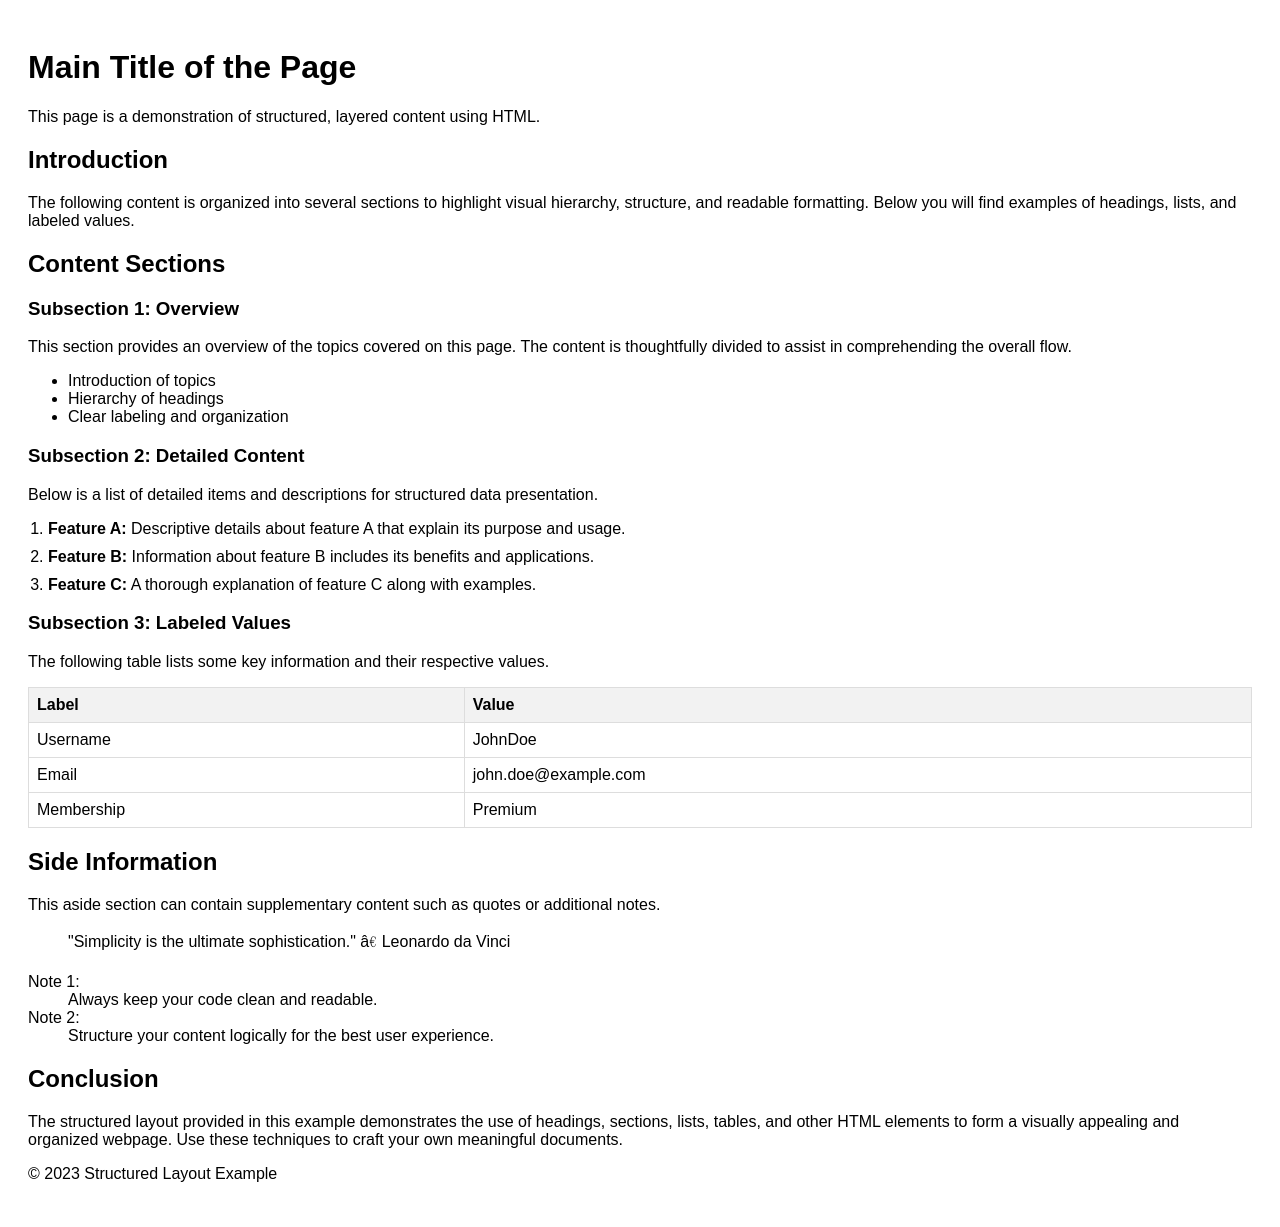 Main Title of the Page
This page is a demonstration of structured, layered content using HTML.
Introduction
The following content is organized into several sections to highlight visual hierarchy, structure, and readable formatting. Below you will find examples of headings, lists, and
labeled values.
Content Sections
Subsection 1: Overview
This section provides an overview of the topics covered on this page. The content is thoughtfully divided to assist in comprehending the overall flow.
• Introduction of topics
• Hierarchy of headings
• Clear labeling and organization
Subsection 2: Detailed Content
Below is a list of detailed items and descriptions for structured data presentation.
1. Feature A: Descriptive details about feature A that explain its purpose and usage.
2. Feature B: Information about feature B includes its benefits and applications.
3. Feature C: A thorough explanation of feature C along with examples.
Subsection 3: Labeled Values
The following table lists some key information and their respective values.
Label Value
Username JohnDoe
Email john.doe@example.com
Membership Premium
Side Information
This aside section can contain supplementary content such as quotes or additional notes.
"Simplicity is the ultimate sophistication." â€ Leonardo da Vinci
Note 1:
Always keep your code clean and readable.
Note 2:
Structure your content logically for the best user experience.
Conclusion
The structured layout provided in this example demonstrates the use of headings, sections, lists, tables, and other HTML elements to form a visually appealing and
organized webpage. Use these techniques to craft your own meaningful documents.
© 2023 Structured Layout Example